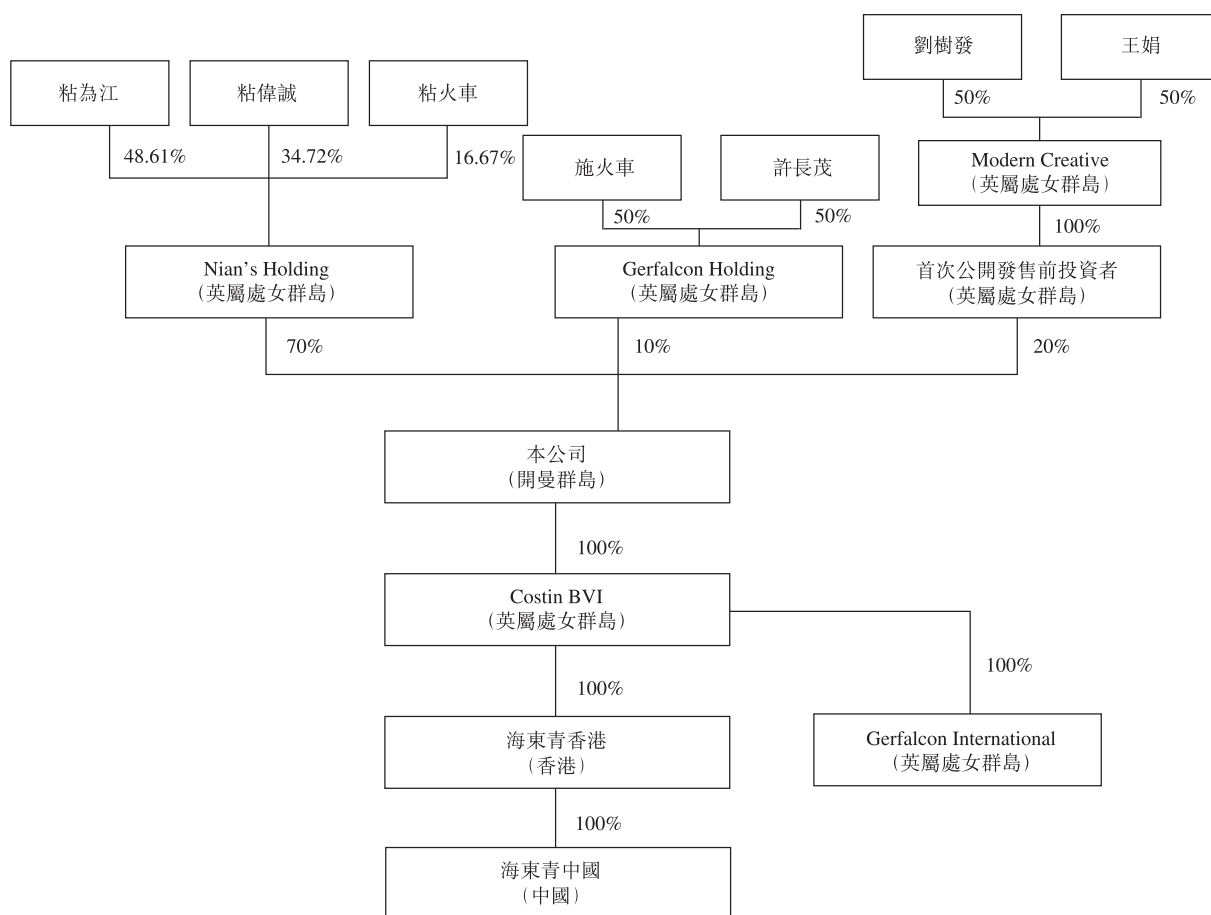 劉樹發
王娟
粘為江
粘偉誠
粘火車
50%
50%
48.61%
34.72%
16.67%
施火車
許長茂
Modern Creative
(英屬處女群島)
50%
50%
100%
Nian's Holding
(英屬處女群島)
Gerfalcon Holding
(英屬處女群島)
首次公開發售前投資者
(英屬處女群島)
70%
10%
20%
本公司
(開曼群島)
100%
Costin BVI
(英屬處女群島)
100%
100%
海東青香港
(香港)
Gerfalcon International
(英屬處女群島)
100%
海東青中國
(中國)